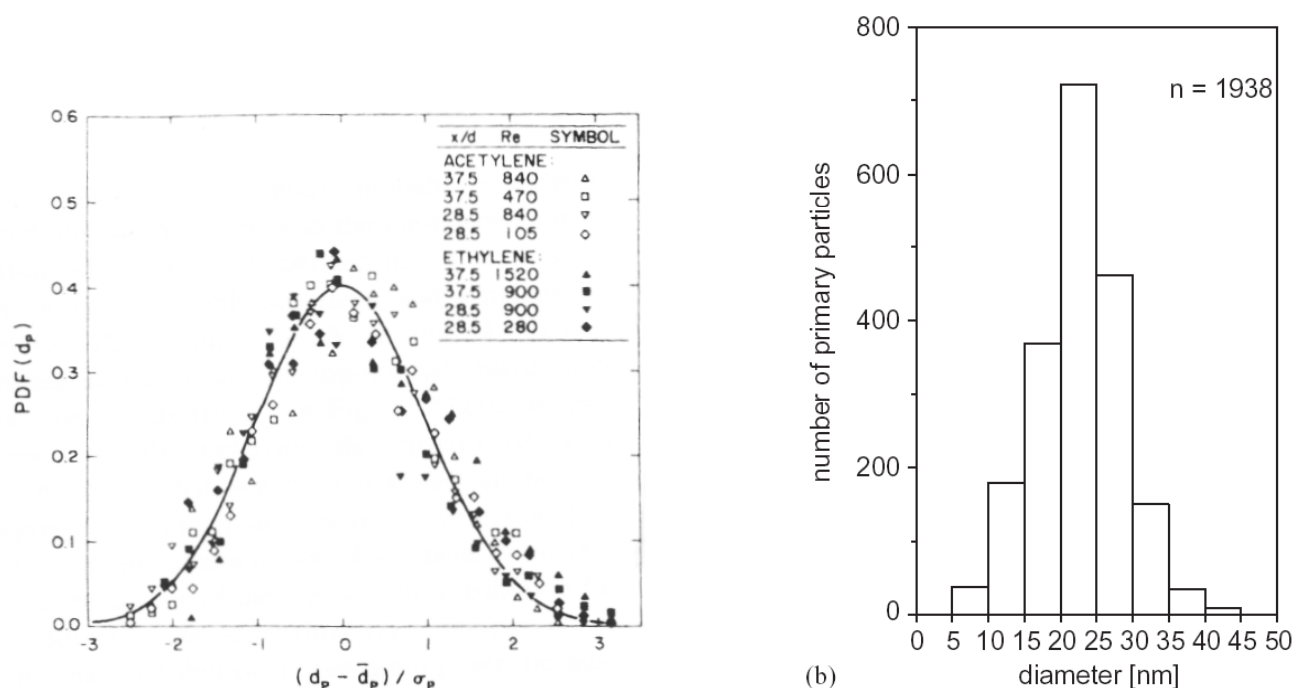 0.6
0.5
0.4
0.3
0.2
0.1
0.0
PDF (dₚ)
-3 -2 -1 0 1 2 3
(dₚ - d̄ₚ) / σₚ
x/d Re SYMBOL
ACETYLENE:
37.5 840 △
37.5 470 □
28.5 840 ▽
28.5 105 ◇
ETHYLENE:
37.5 1520 ▲
37.5 900 ■
28.5 900 ▼
28.5 280 ◆
800
600
400
200
0
number of primary particles
n = 1938
0 5 10 15 20 25 30 35 40 45 50
diameter [nm]
(b)